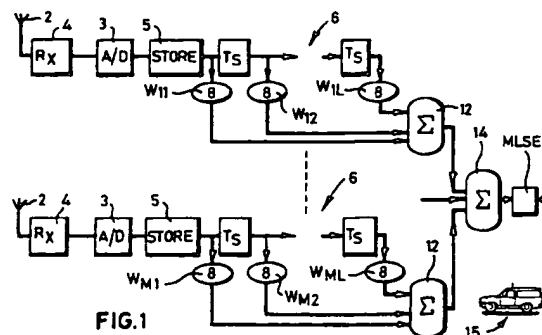 2 4 3 5 6
RX A/D STORE TS TS
8 8 8
W11 W12 W1L 12
Σ
14
Σ MLSE
2 4 3 5 6
RX A/D STORE TS TS
8 8 8
WM1 WM2 WML 12
Σ
FIG.1 15